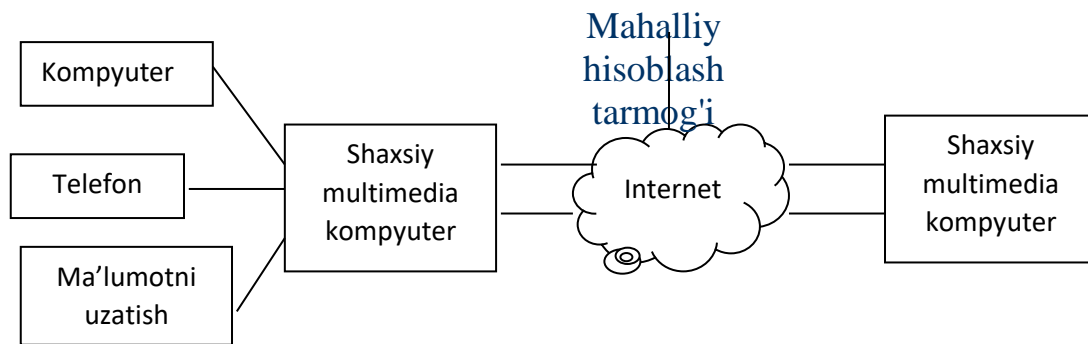 Mahalliy
hisoblash
tarmog'i
Kompyuter
Telefon
Ma’lumotni
uzatish
Shaxsiy
multimedia
kompyuter
Internet
Shaxsiy
multimedia
kompyuter